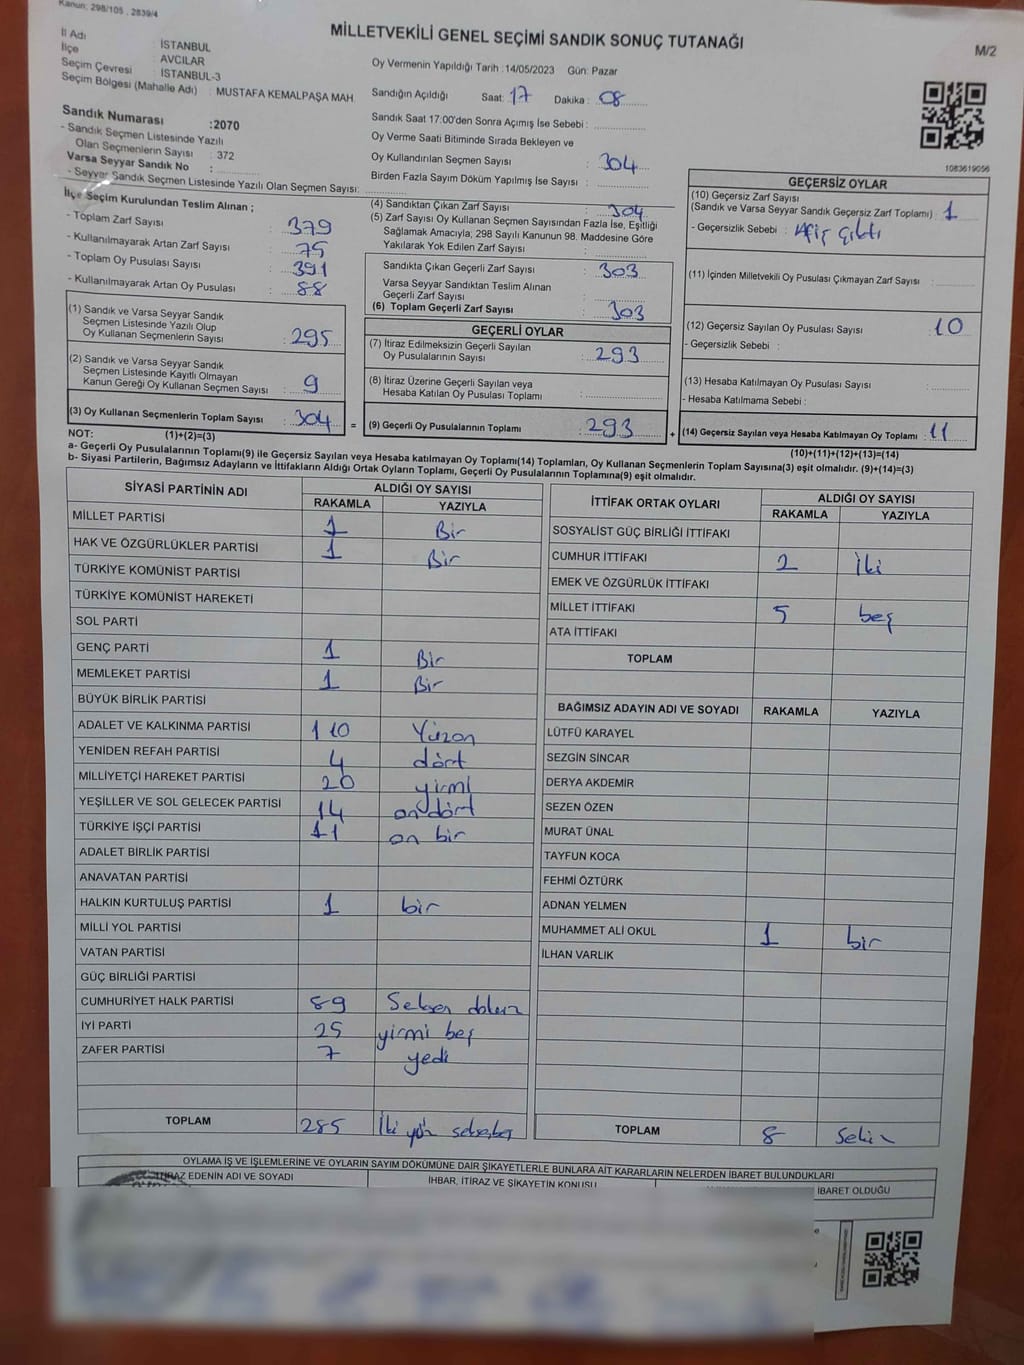 Kanun: 298/105 , 2839/4
MİLLETVEKİLİ GENEL SEÇİMİ SANDIK SONUÇ TUTANAĞI
M/2
İl Adı : İSTANBUL
İlçe : AVCILAR
Seçim Çevresi : İSTANBUL-3
Seçim Bölgesi (Mahalle Adı) : MUSTAFA KEMALPAŞA MAH
Sandık Numarası :2070
- Sandık Seçmen Listesinde Yazılı
Olan Seçmenlerin Sayısı : 372
Varsa Seyyar Sandık No :
- Seyyar Sandık Seçmen Listesinde Yazılı Olan Seçmen Sayısı:
Oy Vermenin Yapıldığı Tarih :14/05/2023 Gün: Pazar
Sandığın Açıldığı Saat: 17 Dakika : 08
Sandık Saat 17:00'den Sonra Açımış İse Sebebi :
Oy Verme Saati Bitiminde Sırada Bekleyen ve
Oy Kullandırılan Seçmen Sayısı : 304
Birden Fazla Sayım Döküm Yapılmış İse Sayısı :
1083619056
İlçe Seçim Kurulundan Teslim Alınan ;
- Toplam Zarf Sayısı : 379
- Kullanılmayarak Artan Zarf Sayısı : 75
- Toplam Oy Pusulası Sayısı : 391
- Kullanılmayarak Artan Oy Pusulası : 88
(1) Sandık ve Varsa Seyyar Sandık
Seçmen Listesinde Yazılı Olup
Oy Kullanan Seçmenlerin Sayısı : 295
(2) Sandık ve Varsa Seyyar Sandık
Seçmen Listesinde Kayıtlı Olmayan
Kanun Gereği Oy Kullanan Seçmen Sayısı : 9
(3) Oy Kullanan Seçmenlerin Toplam Sayısı : 304 =
(1)+(2)=(3)
(4) Sandıktan Çıkan Zarf Sayısı : 304
(5) Zarf Sayısı Oy Kullanan Seçmen Sayısından Fazla İse, Eşitliği
Sağlamak Amacıyla; 298 Sayılı Kanunun 98. Maddesine Göre
Yakılarak Yok Edilen Zarf Sayısı :
Sandıkta Çıkan Geçerli Zarf Sayısı : 303
Varsa Seyyar Sandıktan Teslim Alınan
Geçerli Zarf Sayısı :
(6) Toplam Geçerli Zarf Sayısı : 303
GEÇERLİ OYLAR
(7) İtiraz Edilmeksizin Geçerli Sayılan
Oy Pusulalarının Sayısı : 293
(8) İtiraz Üzerine Geçerli Sayılan veya
Hesaba Katılan Oy Pusulası Toplamı :
(9) Geçerli Oy Pusulalarının Toplamı : 293 +
GEÇERSİZ OYLAR
(10) Geçersiz Zarf Sayısı
(Sandık ve Varsa Seyyar Sandık Geçersiz Zarf Toplamı) : 1
- Geçersizlik Sebebi : çıktı
(11) İçinden Milletvekili Oy Pusulası Çıkmayan Zarf Sayısı :
(12) Geçersiz Sayılan Oy Pusulası Sayısı : 10
- Geçersizlik Sebebi :
(13) Hesaba Katılmayan Oy Pusulası Sayısı :
- Hesaba Katılmama Sebebi :
(14) Geçersiz Sayılan veya Hesaba Katılmayan Oy Toplamı : 11
(10)+(11)+(12)+(13)=(14)
NOT:
a- Geçerli Oy Pusulasının Toplamı(9) ile Geçersiz Sayılan veya Hesaba katılmayan Oy Toplamı(14) Toplamları, Oy Kullanan Seçmenlerin Toplam Sayısına(3) eşit olmalıdır. (9)+(14)=(3)
b- Siyasi Partilerin, Bağımsız Adayların ve İttifakların Aldığı Ortak Oyların Toplamı, Geçerli Oy Pusulalarının Toplamına(9) eşit olmalıdır.
SİYASİ PARTİNİN ADI ALDIĞI OY SAYISI
RAKAMLA YAZIYLA
MİLLET PARTİSİ 1 Bir
HAK VE ÖZGÜRLÜKLER PARTİSİ 1 Bir
TÜRKİYE KOMÜNİST PARTİSİ
TÜRKİYE KOMÜNİST HAREKETİ
SOL PARTİ
GENÇ PARTİ 1 Bir
MEMLEKET PARTİSİ 1 Bir
BÜYÜK BİRLİK PARTİSİ
ADALET VE KALKINMA PARTİSİ 110 Yüzon
YENİDEN REFAH PARTİSİ 4 dört
MİLLİYETÇİ HAREKET PARTİSİ 20 yirmi
YEŞİLLER VE SOL GELECEK PARTİSİ 14 on dört
TÜRKİYE İŞÇİ PARTİSİ 11 on bir
ADALET BİRLİK PARTİSİ
ANAVATAN PARTİSİ
HALKIN KURTULUŞ PARTİSİ 1 bir
MİLLİ YOL PARTİSİ
VATAN PARTİSİ
GÜÇ BİRLİĞİ PARTİSİ
CUMHURİYET HALK PARTİSİ 89 Seksen dokuz
İYİ PARTİ 25 yirmi beş
ZAFER PARTİSİ 7 yedi
TOPLAM 285 İki yüz
İTTİFAK ORTAK OYLARI ALDIĞI OY SAYISI
RAKAMLA YAZIYLA
SOSYALİST GÜÇ BİRLİĞİ İTTİFAKI
CUMHUR İTTİFAKI 2 İki
EMEK VE ÖZGÜRLÜK İTTİFAKI
MİLLET İTTİFAKI 5 beş
ATA İTTİFAKI
TOPLAM
BAĞIMSIZ ADAYIN ADI VE SOYADI RAKAMLA YAZIYLA
LÜTFÜ KARAYEL
SEZGİN SİNCAR
DERYA AKDEMİR
SEZEN ÖZEN
MURAT ÜNAL
TAYFUN KOCA
FEHMİ ÖZTÜRK
ADNAN YELMEN
MUHAMMET ALİ OKUL 1 bir
İLHAN VARLIK
TOPLAM 8 Sekiz
OYLAMA İŞ VE İŞLEMLERİNE VE OYLARIN SAYIM DÖKÜMÜNE DAİR ŞİKAYETLERLE BUNLARA AİT KARARLARIN NELERDEN İBARET BULUNDUKLARI
İTİRAZ EDENİN ADI VE SOYADI İHBAR, İTİRAZ VE ŞİKAYETİN KONUSU İBARET OLDUĞU